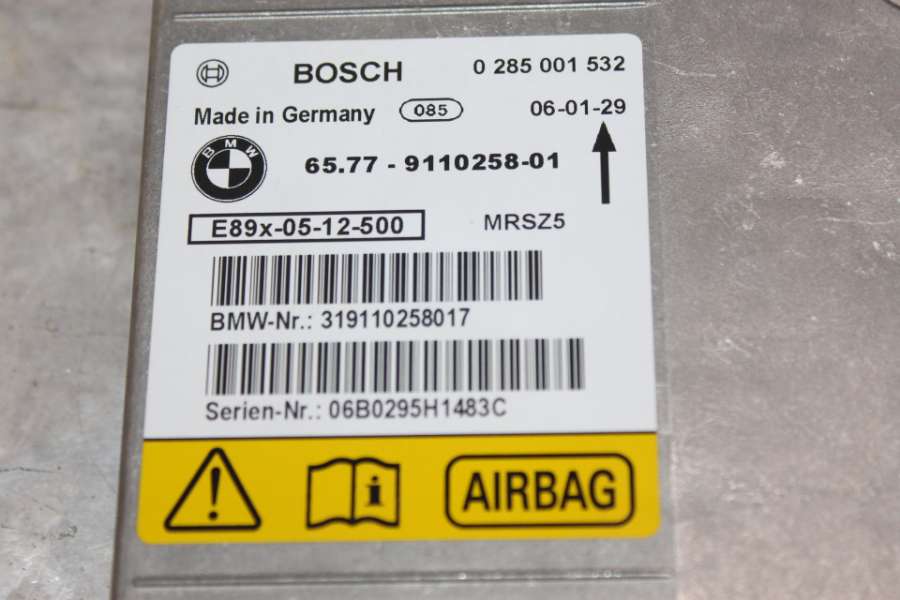 BOSCH 0 285 001 532
Made in Germany 085 06-01-29
BMW 65.77 - 9110258-01
E89x-05-12-500 MRSZ5
BMW-Nr.: 319110258017
Serien-Nr.: 06B0295H1483C
! i AIRBAG